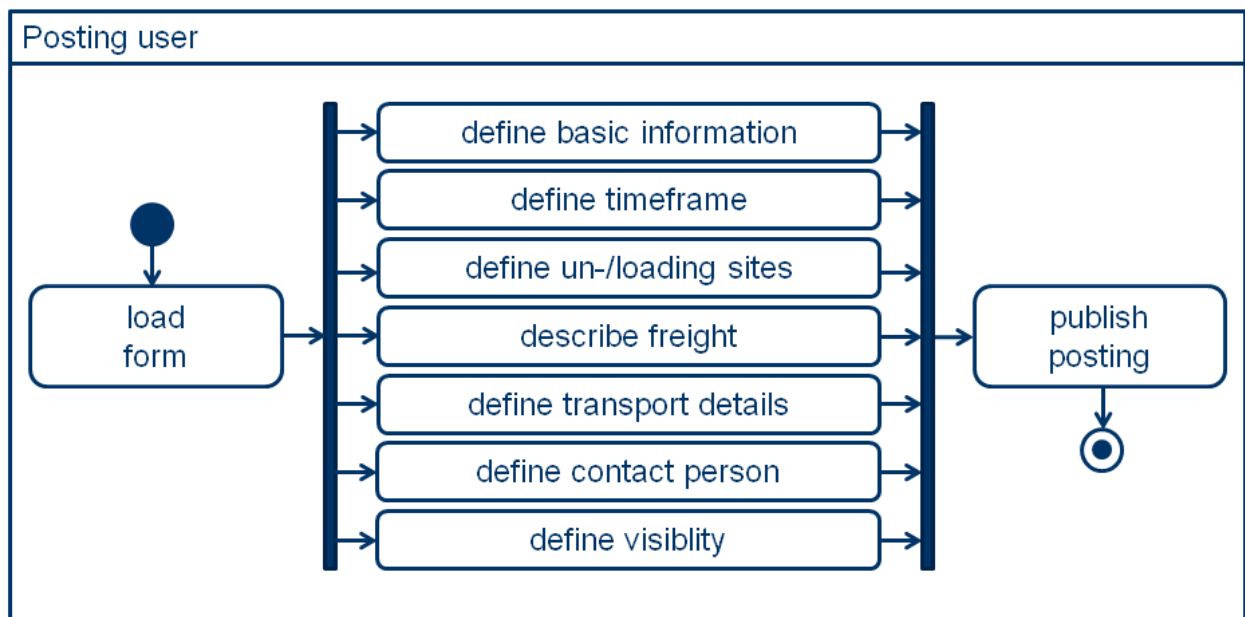 Posting user
define basic information
define timeframe
define un-/loading sites
load
form
describe freight
publish
posting
define transport details
define contact person
define visiblity